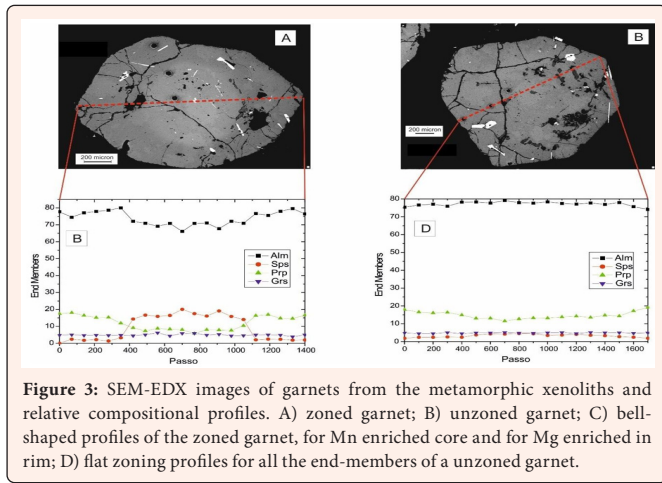 A
B
200 micron
200 micron
80
70
60
50
40
30
20
10
0
End Members
B
Alm
Sps
Prp
Grs
0 200 400 600 800 1000 1200 1400
Passo
80
70
60
50
40
30
20
10
0
End Members
D
Alm
Sps
Prp
Grs
0 200 400 600 800 1000 1200 1400 1600
Passo
Figure 3: SEM-EDX images of garnets from the metamorphic xenoliths and
relative compositional profiles. A) zoned garnet; B) unzoned garnet; C) bell-
shaped profiles of the zoned garnet, for Mn enriched core and for Mg enriched in
rim; D) flat zoning profiles for all the end-members of a unzoned garnet.